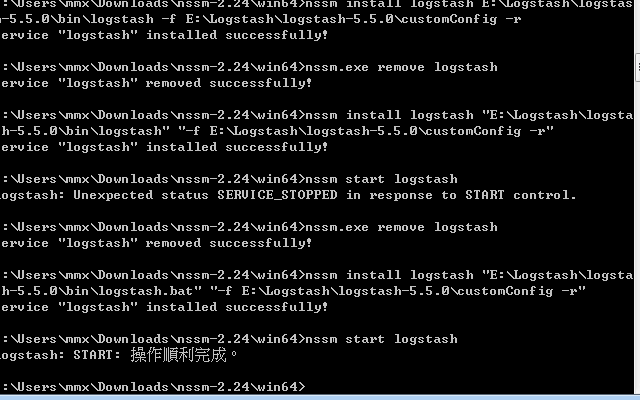 :\Users\mmx\Downloads\nssm-2.24\win64>nssm install logstash E:\Logstash\logstas
h-5.5.0\bin\logstash -f E:\Logstash\logstash-5.5.0\customConfig -r
ervice "logstash" installed successfully!
:\Users\mmx\Downloads\nssm-2.24\win64>nssm.exe remove logstash
ervice "logstash" removed successfully!
:\Users\mmx\Downloads\nssm-2.24\win64>nssm install logstash "E:\Logstash\logsta
sh-5.5.0\bin\logstash" "-f E:\Logstash\logstash-5.5.0\customConfig -r"
ervice "logstash" installed successfully!
:\Users\mmx\Downloads\nssm-2.24\win64>nssm start logstash
logstash: Unexpected status SERVICE_STOPPED in response to START control.
:\Users\mmx\Downloads\nssm-2.24\win64>nssm.exe remove logstash
ervice "logstash" removed successfully!
:\Users\mmx\Downloads\nssm-2.24\win64>nssm install logstash "E:\Logstash\logsta
sh-5.5.0\bin\logstash.bat" "-f E:\Logstash\logstash-5.5.0\customConfig -r"
ervice "logstash" installed successfully!
:\Users\mmx\Downloads\nssm-2.24\win64>nssm start logstash
logstash: START: 操作順利完成。
:\Users\mmx\Downloads\nssm-2.24\win64>